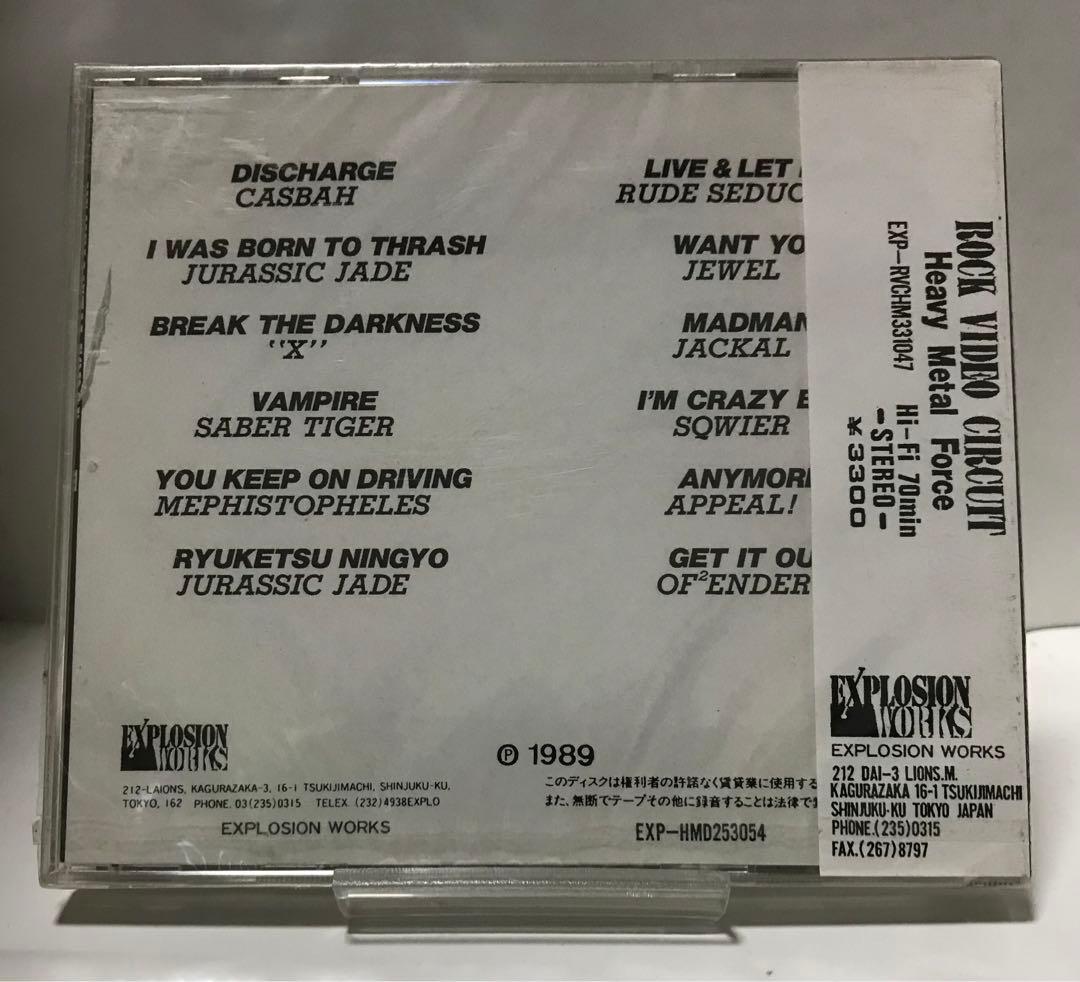 DISCHARGE
CASBAH
I WAS BORN TO THRASH
JURASSIC JADE
BREAK THE DARKNESS
"X"
VAMPIRE
SABER TIGER
YOU KEEP ON DRIVING
MEPHISTOPHELES
RYUKETSU NINGYO
JURASSIC JADE
LIVE & LET
RUDE SEDUC
WANT YO
JEWEL
MADMAN
JACKAL
I'M CRAZY
SQWIER
ANYMOR
APPEAL!
GET IT OU
OF²ENDER
EXPLOSION
WORKS
212-LAIONS, KAGURAZAKA-3, 16-1 TSUKIJIMACHI, SHINJUKU-KU,
TOKYO, 162 PHONE. 03(235)0315 TELEX. (232)4938EXPLO
EXPLOSION WORKS
Ⓟ 1989
このディスクは権利者の許諾なく賃貸業に使用する
また、無断でテープその他に録音することは法律で
EXP-HMD253054
ROCK VIDEO CIRCUIT
Heavy Metal Force
EXP-RVCHM331047 Hi-Fi 70min
-STEREO-
¥3300
EXPLOSION
WORKS
EXPLOSION WORKS
212 DAI-3 LIONS.M.
KAGURAZAKA 16-1 TSUKIJIMACHI
SHINJUKU-KU TOKYO JAPAN
PHONE.(235)0315
FAX.(267)8797